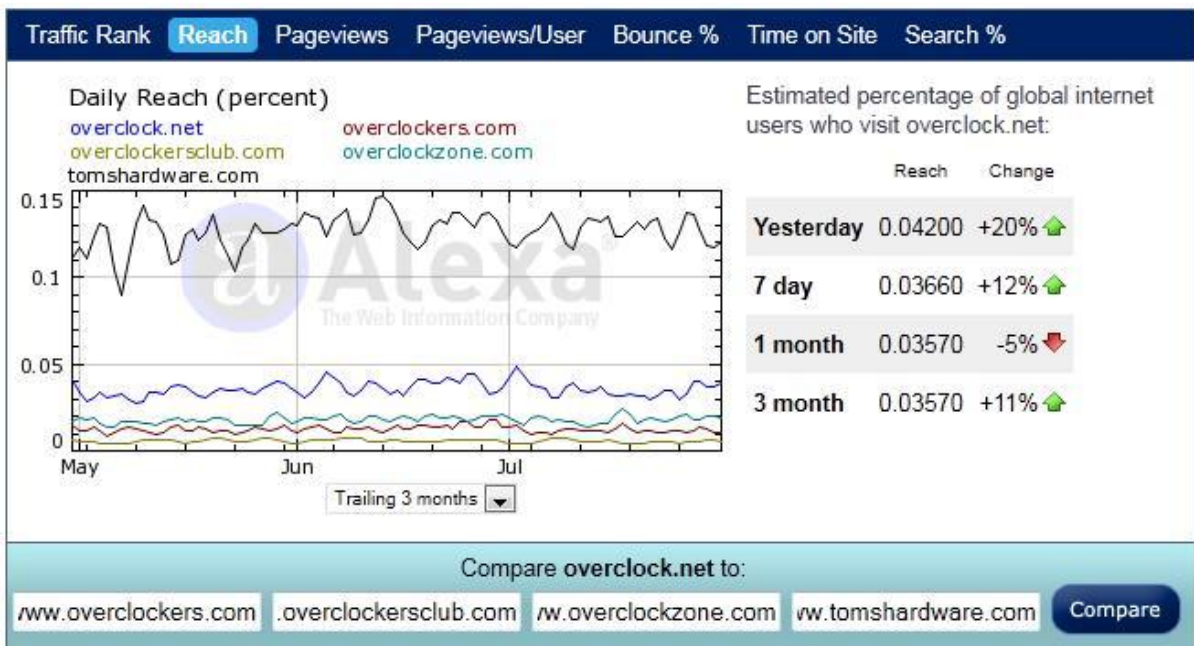 Traffic Rank Reach Pageviews Pageviews/User Bounce % Time on Site Search %
Daily Reach (percent)
overclock.net overclockers.com
overclockersclub.com overclockzone.com
tomshardware.com
0.15
0.1
0.05
0
May Jun Jul
a Alexa®
The Web Information Company
Trailing 3 months
Estimated percentage of global internet
users who visit overclock.net:
Reach Change
Yesterday 0.04200 +20%
7 day 0.03660 +12%
1 month 0.03570 -5%
3 month 0.03570 +11%
Compare overclock.net to:
www.overclockers.com .overclockersclub.com w.overclockzone.com w.tomshardware.com Compare